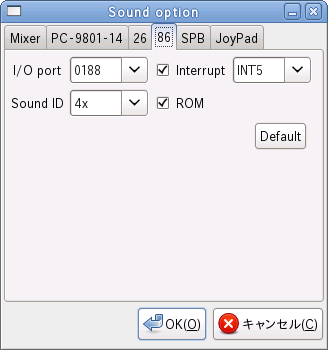 Sound option
Mixer PC-9801-14 26 86 SPB JoyPad
I/O port 0188 Interrupt INT5
Sound ID 4x ROM
Default
OK(O) キャンセル(C)